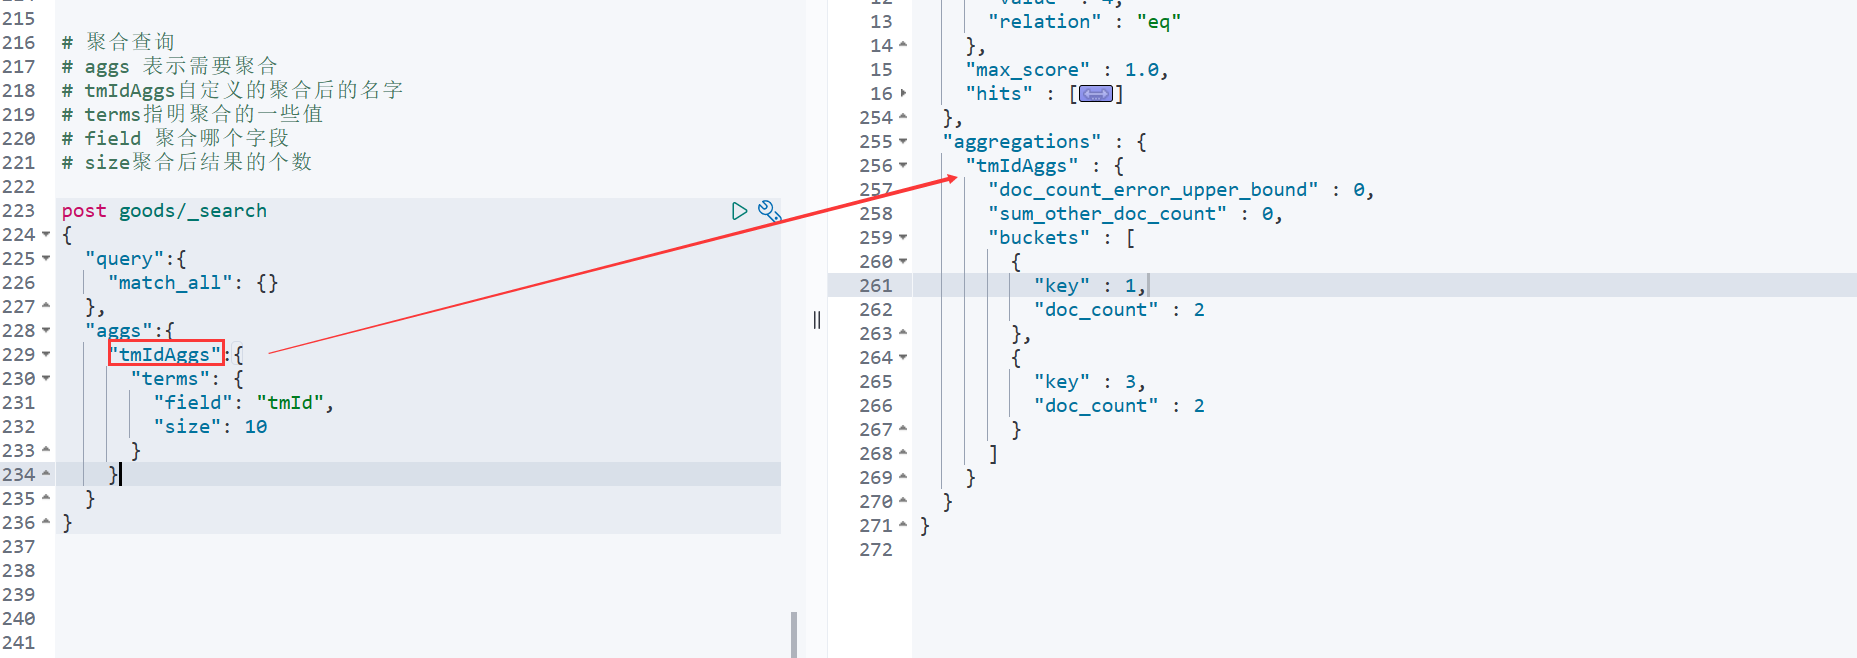 215
216 # 聚合查询
217 # aggs 表示需要聚合
218 # tmIdAggs自定义的聚合后的名字
219 # terms指明聚合的一些值
220 # field 聚合哪个字段
221 # size聚合后结果的个数
222
223 post goods/_search
224 {
225 "query":{
226 "match_all": {}
227 },
228 "aggs":{
229 "tmIdAggs":{
230 "terms": {
231 "field": "tmId",
232 "size": 10
233 }
234 }
235 }
236 }
237
238
239
240
241
12 "value" : 4,
13 "relation" : "eq"
14 },
15 "max_score" : 1.0,
16 "hits" : []
254 },
255 "aggregations" : {
256 "tmIdAggs" : {
257 "doc_count_error_upper_bound" : 0,
258 "sum_other_doc_count" : 0,
259 "buckets" : [
260 {
261 "key" : 1,
262 "doc_count" : 2
263 },
264 {
265 "key" : 3,
266 "doc_count" : 2
267 }
268 ]
269 }
270 }
271 }
272